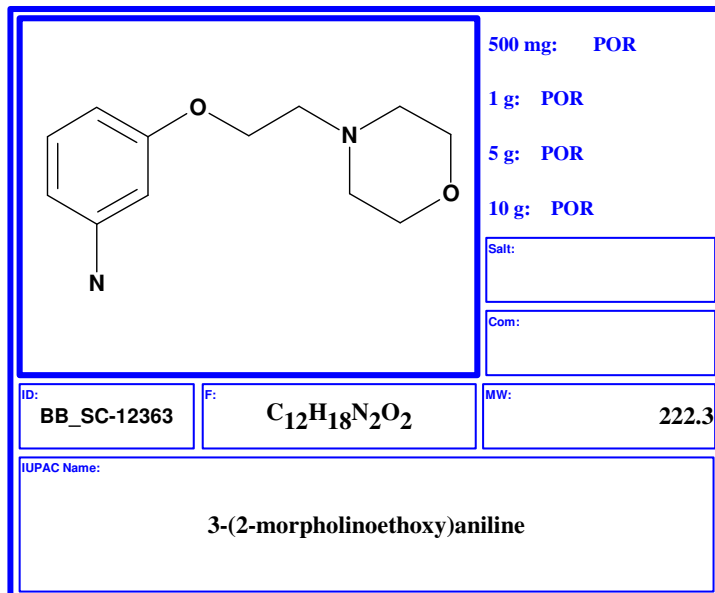 500 mg: POR
1 g: POR
5 g: POR
10 g: POR
O
N
O
N
Salt:
Com:
ID:
BB_SC-12363
F:
C12H18N2O2
MW:
222.3
IUPAC Name:
3-(2-morpholinoethoxy)aniline